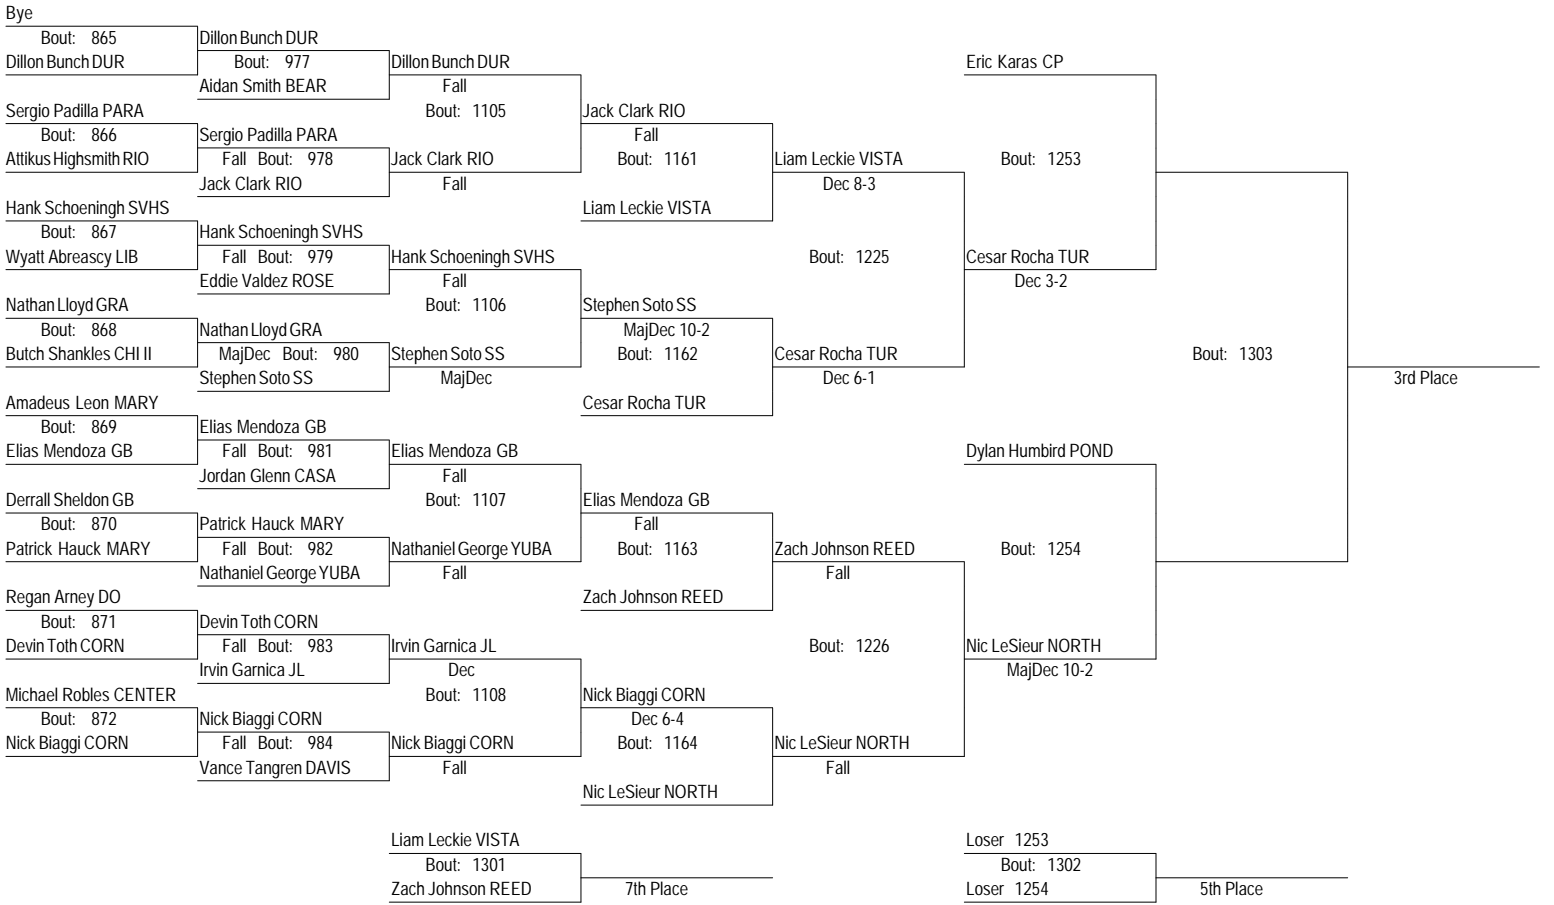 Bye
Bout: 865
Dillon Bunch DUR
Sergio Padilla PARA
Bout: 866
Attikus Highsmith RIO
Hank Schoeningh SVHS
Bout: 867
Wyatt Abreascy LIB
Nathan Lloyd GRA
Bout: 868
Butch Shankles CHI II
Amadeus Leon MARY
Bout: 869
Elias Mendoza GB
Derrall Sheldon GB
Bout: 870
Patrick Hauck MARY
Regan Arney DO
Bout: 871
Devin Toth CORN
Michael Robles CENTER
Bout: 872
Nick Biaggi CORN
Dillon Bunch DUR
Bout: 977
Aidan Smith BEAR
Sergio Padilla PARA
Fall Bout: 978
Jack Clark RIO
Hank Schoeningh SVHS
Fall Bout: 979
Eddie Valdez ROSE
Nathan Lloyd GRA
MajDec Bout: 980
Stephen Soto SS
Elias Mendoza GB
Fall Bout: 981
Jordan Glenn CASA
Patrick Hauck MARY
Fall Bout: 982
Nathaniel George YUBA
Devin Toth CORN
Fall Bout: 983
Irvin Garnica JL
Nick Biaggi CORN
Fall Bout: 984
Vance Tangren DAVIS
Dillon Bunch DUR
Fall
Bout: 1105
Jack Clark RIO
Fall
Hank Schoeningh SVHS
Fall
Bout: 1106
Stephen Soto SS
MajDec
Elias Mendoza GB
Fall
Bout: 1107
Nathaniel George YUBA
Fall
Irvin Garnica JL
Dec
Bout: 1108
Nick Biaggi CORN
Fall
Jack Clark RIO
Fall
Bout: 1161
Liam Leckie VISTA
Stephen Soto SS
MajDec 10-2
Bout: 1162
Cesar Rocha TUR
Elias Mendoza GB
Fall
Bout: 1163
Zach Johnson REED
Nick Biaggi CORN
Dec 6-4
Bout: 1164
Nic LeSieur NORTH
Liam Leckie VISTA
Dec 8-3
Bout: 1225
Cesar Rocha TUR
Dec 6-1
Zach Johnson REED
Fall
Bout: 1226
Nic LeSieur NORTH
Fall
Eric Karas CP
Bout: 1253
Cesar Rocha TUR
Dec 3-2
Dylan Humbird POND
Bout: 1254
Nic LeSieur NORTH
MajDec 10-2
Bout: 1303
3rd Place
Liam Leckie VISTA
Bout: 1301
Zach Johnson REED
7th Place
Loser 1253
Bout: 1302
Loser 1254
5th Place